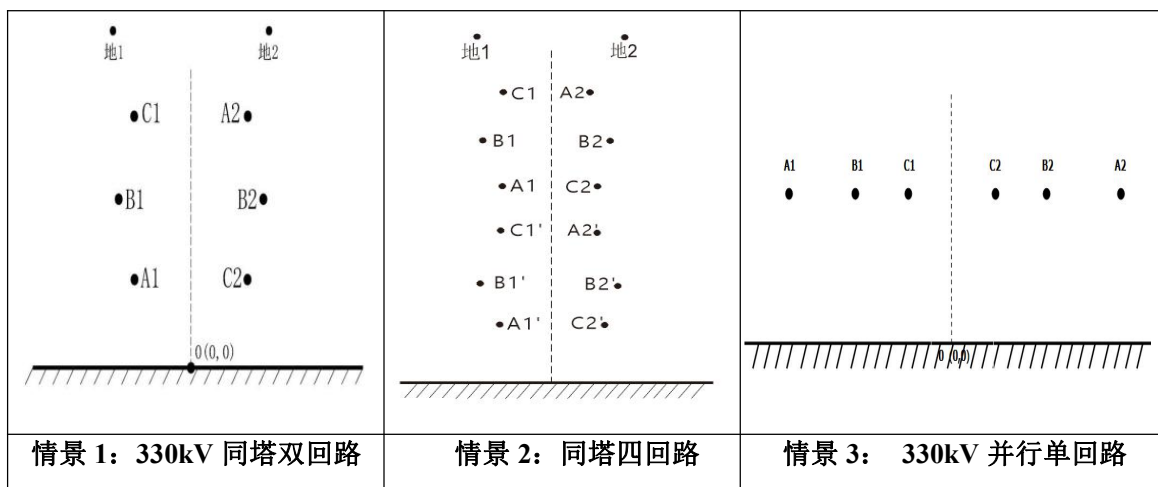 地1 地2
C1 A2
B1 B2
A1 C2
0(0,0)
情景 1：330kV 同塔双回路
地1 地2
C1 A2
B1 B2
A1 C2
C1' A2'
B1' B2'
A1' C2'
情景 2：同塔四回路
A1 B1 C1 C2 B2 A2
0 (0,0)
情景 3： 330kV 并行单回路